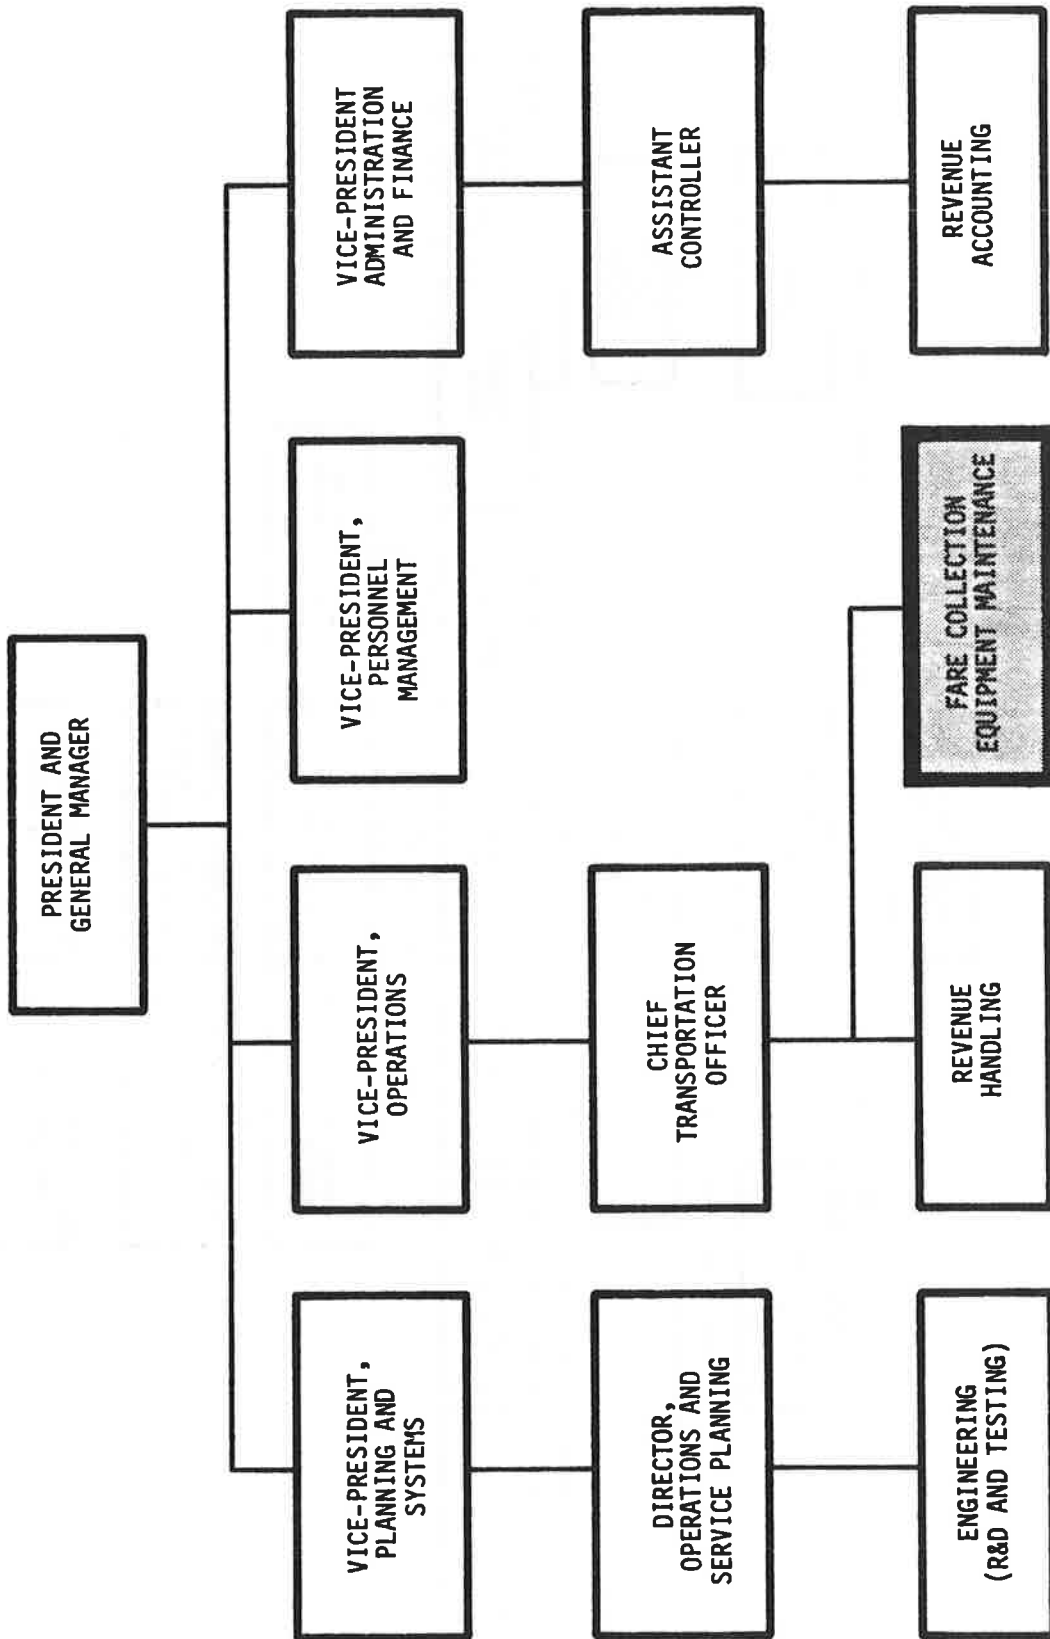 PRESIDENT AND
GENERAL MANAGER
VICE-PRESIDENT,
PLANNING AND
SYSTEMS
VICE-PRESIDENT,
OPERATIONS
VICE-PRESIDENT,
PERSONNEL
MANAGEMENT
VICE-PRESIDENT
ADMINISTRATION
AND FINANCE
DIRECTOR,
OPERATIONS AND
SERVICE PLANNING
CHIEF
TRANSPORTATION
OFFICER
ASSISTANT
CONTROLLER
ENGINEERING
(R&D AND TESTING)
REVENUE
HANDLING
FARE COLLECTION
EQUIPMENT MAINTENANCE
REVENUE
ACCOUNTING